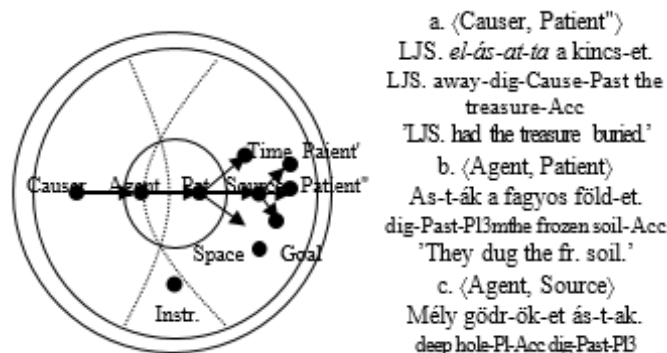 Time Paient'
Causer Agent Pat. Source Patient"
Space Goal
Instr.
a. ⟨Causer, Patient"⟩
LJS. el-ás-at-ta a kincs-et.
LJS. away-dig-Cause-Past the
treasure-Acc
'LJS. had the treasure buried.'
b. ⟨Agent, Patient⟩
As-t-ák a fagyos föld-et.
dig-Past-Pl3mthe frozen soil-Acc
'They dug the fr. soil.'
c. ⟨Agent, Source⟩
Mély gödr-ök-et ás-t-ak.
deep hole-Pl-Acc dig-Past-Pl3